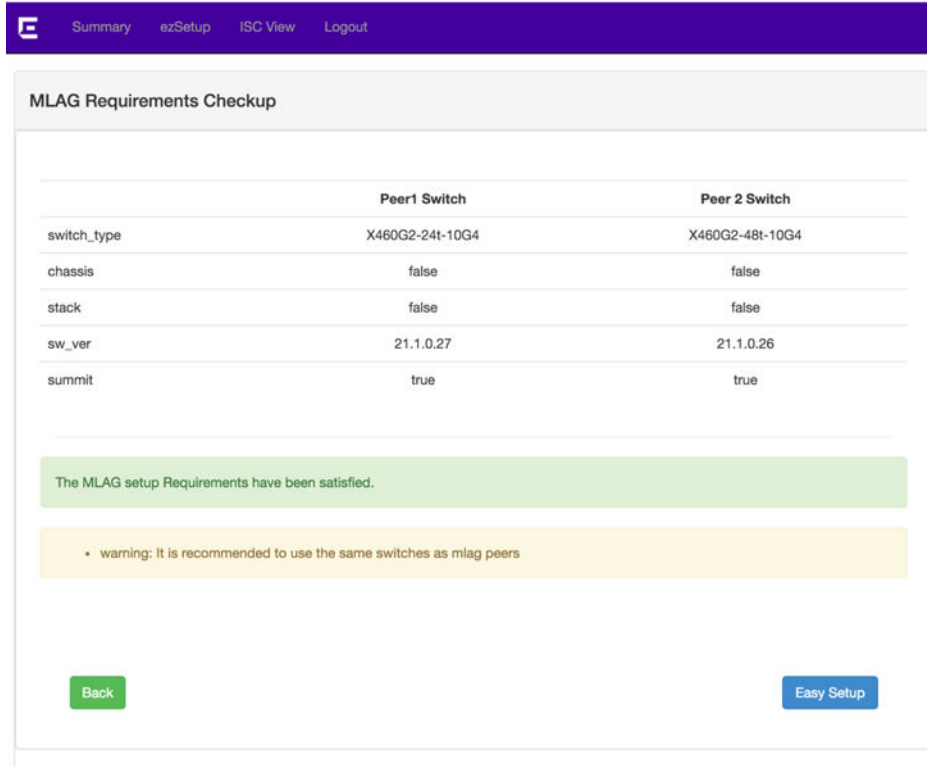 Summary ezSetup ISC View Logout
MLAG Requirements Checkup
Peer1 Switch Peer 2 Switch
switch_type X460G2-24t-10G4 X460G2-48t-10G4
chassis false false
stack false false
sw_ver 21.1.0.27 21.1.0.26
summit true true
The MLAG setup Requirements have been satisfied.
• warning: It is recommended to use the same switches as mlag peers
Back Easy Setup